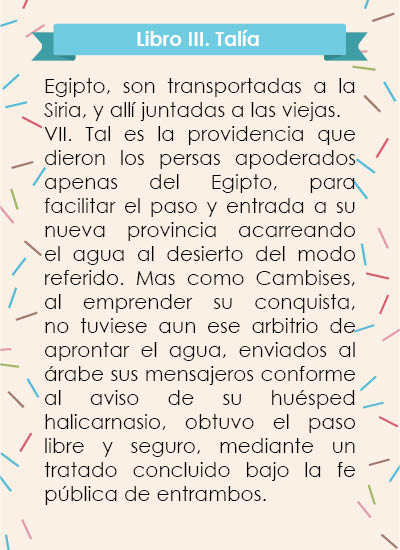 Libro III. Talía
Egipto, son transportadas a la
Siria, y allí juntadas a las viejas.
VII. Tal es la providencia que
dieron los persas apoderados
apenas del Egipto, para
facilitar el paso y entrada a su
nueva provincia acarreando
el agua al desierto del modo
referido. Mas como Cambises,
al emprender su conquista,
no tuviese aun ese arbitrio de
aprontar el agua, enviados al
árabe sus mensajeros conforme
al aviso de su huésped
halicarnasio, obtuvo el paso
libre y seguro, mediante un
tratado concluido bajo la fe
pública de entrambos.